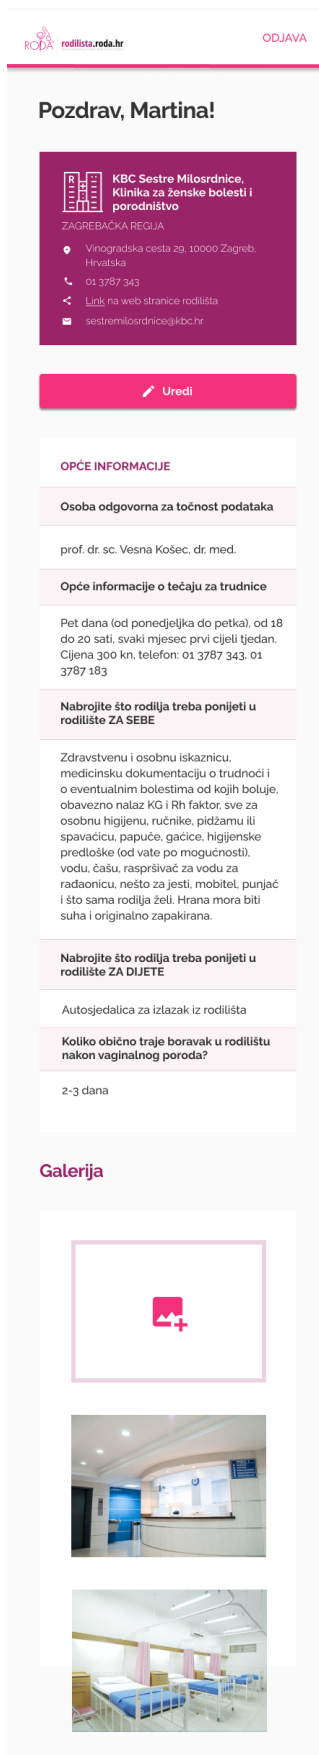 RODA rodilista.roda.hr ODJAVA
Pozdrav, Martina!
R
KBC Sestre Milosrdnice,
Klinika za ženske bolesti i
porodništvo
ZAGREBAČKA REGIJA
Vinogradska cesta 29, 10000 Zagreb,
Hrvatska
01 3787 343
Link na web stranice rodilišta
sestremilosrdnice@kbc.hr
Uredi
OPĆE INFORMACIJE
Osoba odgovorna za točnost podataka
prof. dr. sc. Vesna Košec, dr. med.
Opće informacije o tečaju za trudnice
Pet dana (od ponedjeljka do petka), od 18
do 20 sati, svaki mjesec prvi cijeli tjedan.
Cijena 300 kn, telefon: 01 3787 343, 01
3787 183
Nabrojite što rodilja treba ponijeti u
rodilište ZA SEBE
Zdravstvenu i osobnu iskaznicu,
medicinsku dokumentaciju o trudnoći i
o eventualnim bolestima od kojih boluje,
obavezno nalaz KG i Rh faktor, sve za
osobnu higijenu, ručnike, pidžamu ili
spavaćicu, papuče, gaćice, higijenske
predloške (od vate po mogućnosti),
vodu, čašu, raspršivač za vodu za
rađaonicu, nešto za jesti, mobitel, punjač
i što sama rodilja želi. Hrana mora biti
suha i originalno zapakirana.
Nabrojite što rodilja treba ponijeti u
rodilište ZA DIJETE
Autosjedalica za izlazak iz rodilišta
Koliko obično traje boravak u rodilištu
nakon vaginalnog poroda?
2-3 dana
Galerija